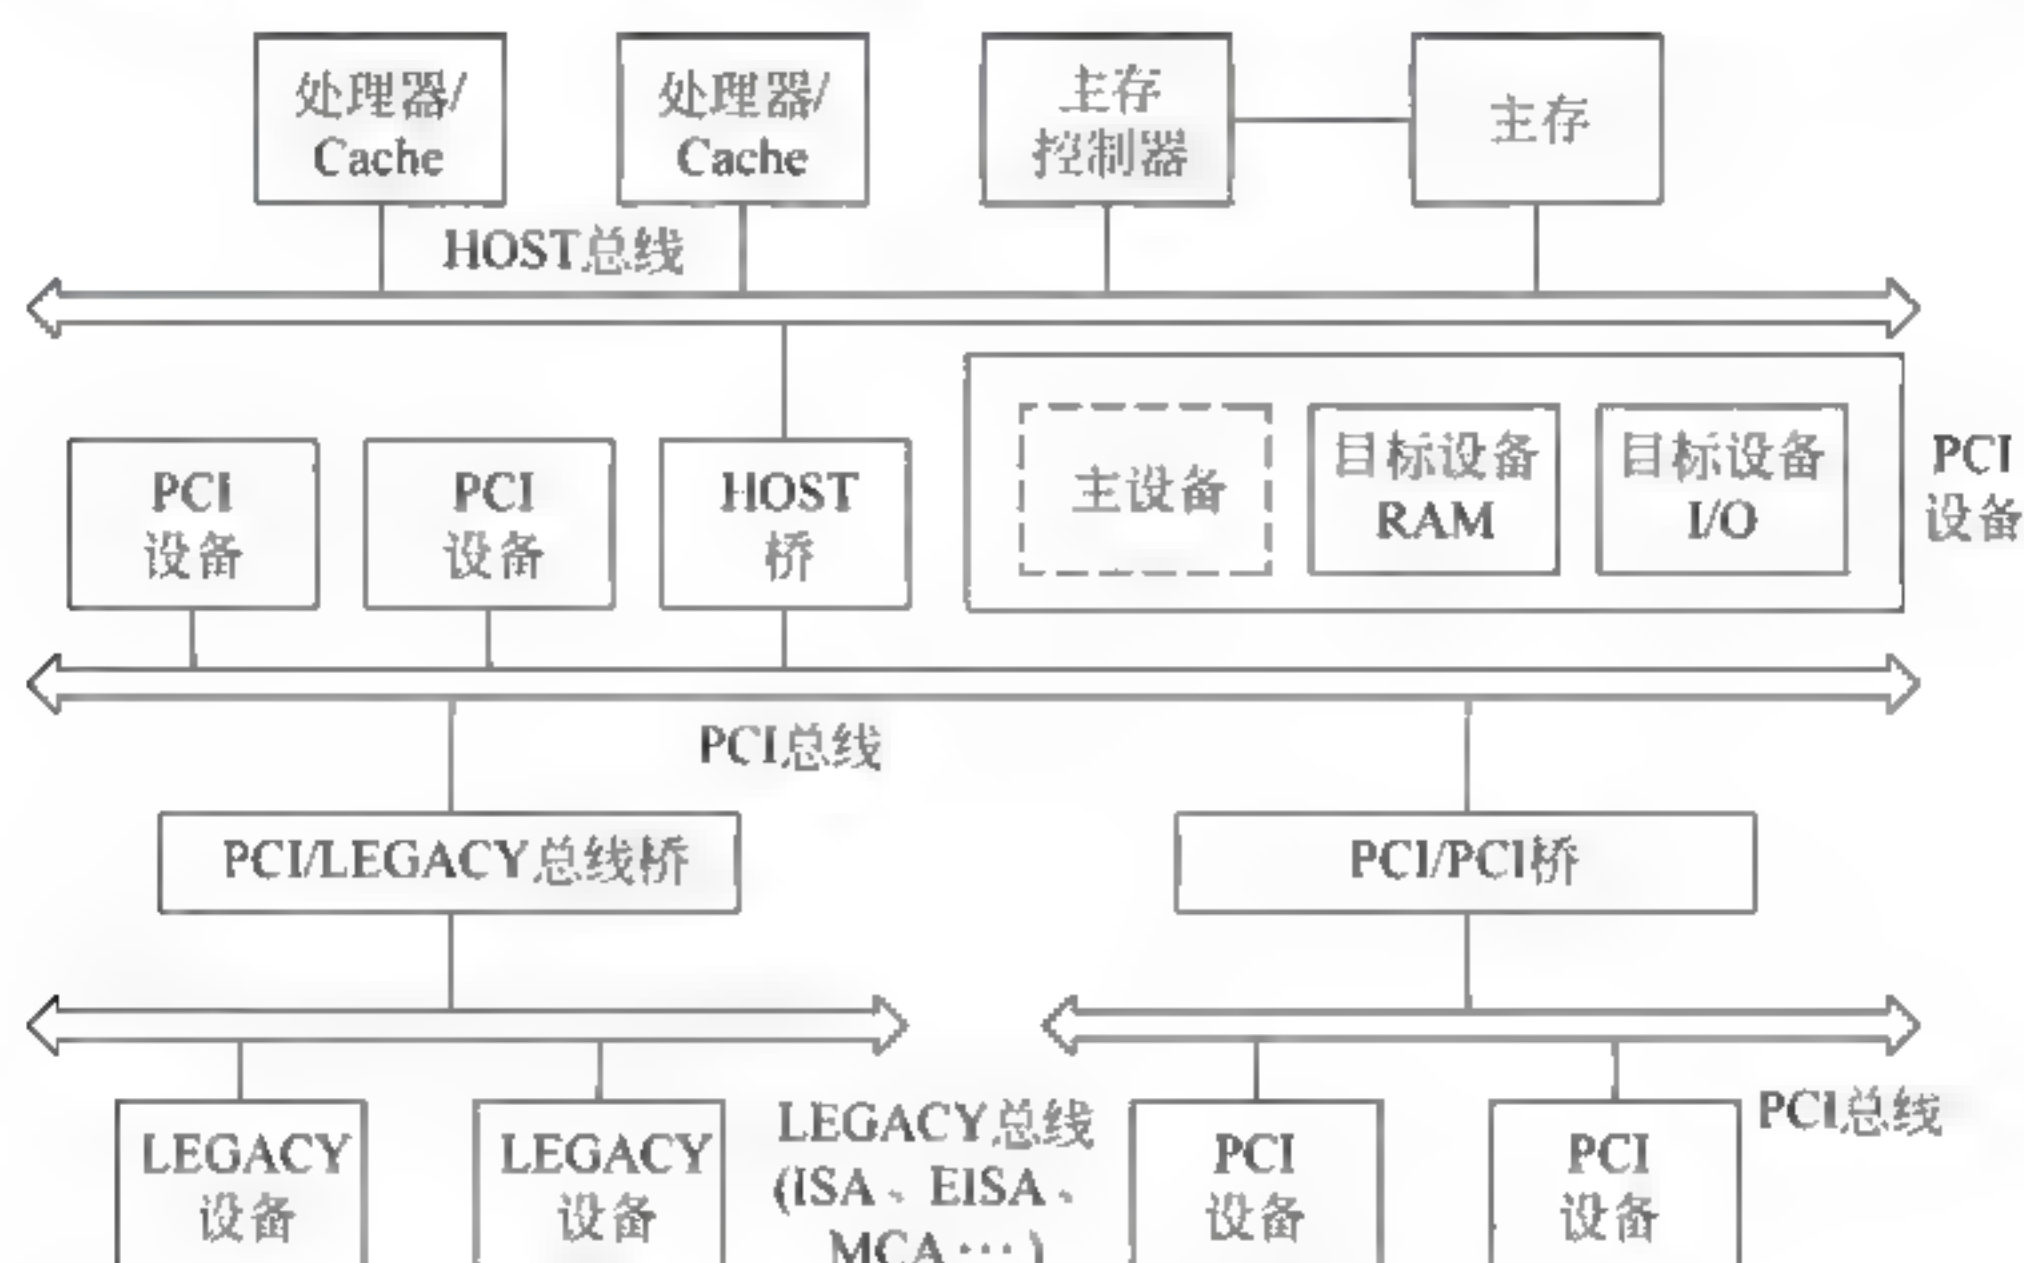 处理器/
Cache
处理器/
Cache
主存
控制器
主存
HOST总线
PCI
设备
PCI
设备
HOST
桥
主设备
目标设备
RAM
目标设备
I/O
PCI
设备
PCI总线
PCI/LEGACY总线桥
PCI/PCI桥
LEGACY
设备
LEGACY
设备
LEGACY总线
(ISA、EISA、
MCA…)
PCI
设备
PCI
设备
PCI总线